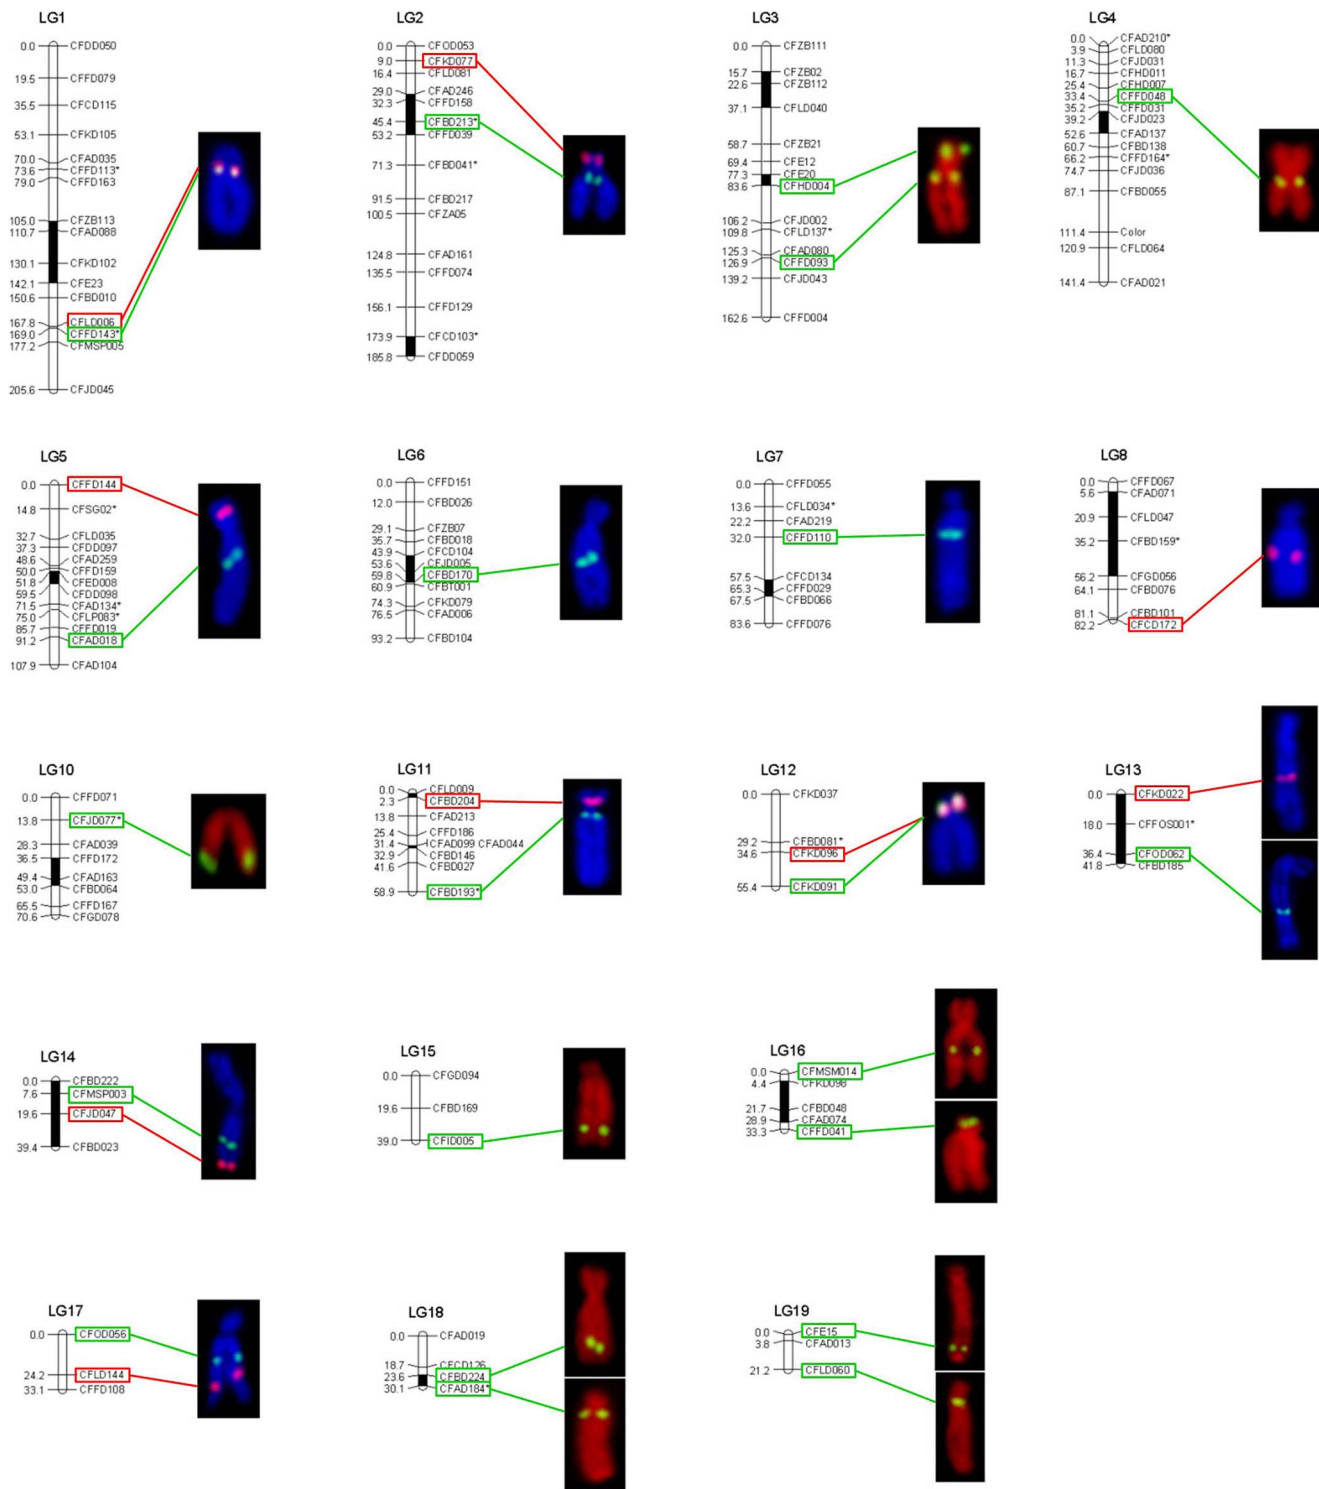 LG1
0.0 CFDD050
19.5 CFFD079
35.5 CFCD115
53.1 CFKD105
70.0 CFAD035
73.6 CFFD113*
79.0 CFFD163
105.0 CFZB113
110.7 CFAD088
130.1 CFKD102
142.1 CFE23
150.6 CFBD010
167.8 CFLD006
169.0 CFFD143*
177.2 CFMSP005
205.6 CFJD045
LG2
0.0 CFOD053
9.0 CFKD077
16.4 CFLD081
29.0 CFAD246
32.3 CFFD158
45.4 CFBD213*
53.2 CFFD039
71.3 CFBD041*
91.5 CFBD217
100.5 CFZA05
124.8 CFAD161
135.5 CFFD074
156.1 CFFD129
173.9 CFCD103*
185.8 CFDD059
LG3
0.0 CFZB111
15.7 CFZB02
22.6 CFZB112
37.1 CFLD040
58.7 CFZB21
69.4 CFE12
77.3 CFE20
83.6 CFHD004
106.2 CFJD002
109.8 CFLD137*
125.3 CFAD080
126.9 CFFD093
139.2 CFJD043
162.6 CFFD004
LG4
0.0 CFAD210*
3.9 CFLD080
11.3 CFJD031
16.7 CFHD011
25.4 CFHD007
33.4 CFFD048
35.2 CFFD031
39.2 CFJD023
52.6 CFAD137
60.7 CFBD138
66.2 CFFD164*
74.7 CFJD036
87.1 CFBD055
111.4 Color
120.9 CFLD064
141.4 CFAD021
LG5
0.0 CFFD144
14.8 CFSG02*
32.7 CFLD035
37.3 CFDD097
48.6 CFAD259
50.0 CFFD159
51.8 CFED008
59.5 CFDD098
71.5 CFAD134*
75.0 CFLP083*
85.7 CFFD019
91.2 CFAD018
107.9 CFAD104
LG6
0.0 CFFD151
12.0 CFBD026
29.1 CFZB07
35.7 CFBD018
43.9 CFCD104
53.6 CFJD005
59.8 CFBD170
60.9 CFBT001
74.3 CFKD079
76.5 CFAD006
93.2 CFBD104
LG7
0.0 CFFD055
13.6 CFLD034*
22.2 CFAD219
32.0 CFFD110
57.5 CFCD134
65.3 CFFD029
67.5 CFBD066
83.6 CFFD076
LG8
0.0 CFFD067
5.6 CFAD071
20.9 CFLD047
35.2 CFBD159*
56.2 CFGD056
64.1 CFBD076
81.1 CFBD101
82.2 CFCD172
LG10
0.0 CFFD071
13.8 CFJD077*
28.3 CFAD039
36.5 CFFD172
49.4 CFAD163
53.0 CFBD064
65.5 CFFD167
70.6 CFGD078
LG11
0.0 CFLD009
2.3 CFBD204
13.8 CFAD213
25.4 CFFD186
31.4 CFAD099 CFAD044
32.9 CFBD146
41.6 CFBD027
58.9 CFBD193*
LG12
0.0 CFKD037
29.2 CFBD081*
34.6 CFKD096
55.4 CFKD091
LG13
0.0 CFKD022
18.0 CFFOS001*
36.4 CFOD062
41.8 CFBD185
LG14
0.0 CFBD222
7.6 CFMSP003
19.6 CFJD047
39.4 CFBD023
LG15
0.0 CFGD094
19.6 CFBD169
39.0 CFID005
LG16
0.0 CFMSM014
4.4 CFKD098
21.7 CFBD048
28.9 CFAD074
33.3 CFFD041
LG17
0.0 CFOD056
24.2 CFLD144
33.1 CFFD108
LG18
0.0 CFAD019
18.7 CFCD126
23.6 CFBD224
30.1 CFAD184*
LG19
0.0 CFE15
3.8 CFAD013
21.2 CFLD060